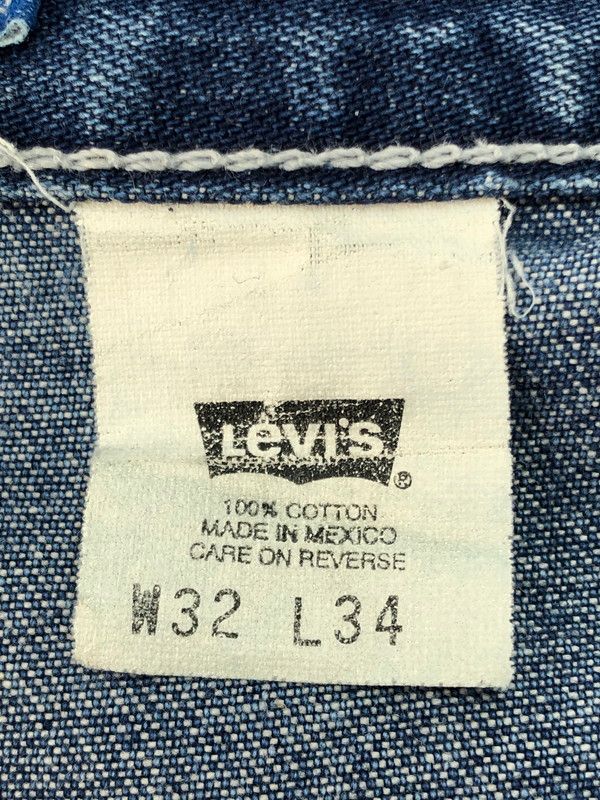 Levi's ®
100% COTTON
MADE IN MEXICO
CARE ON REVERSE
W32 L34